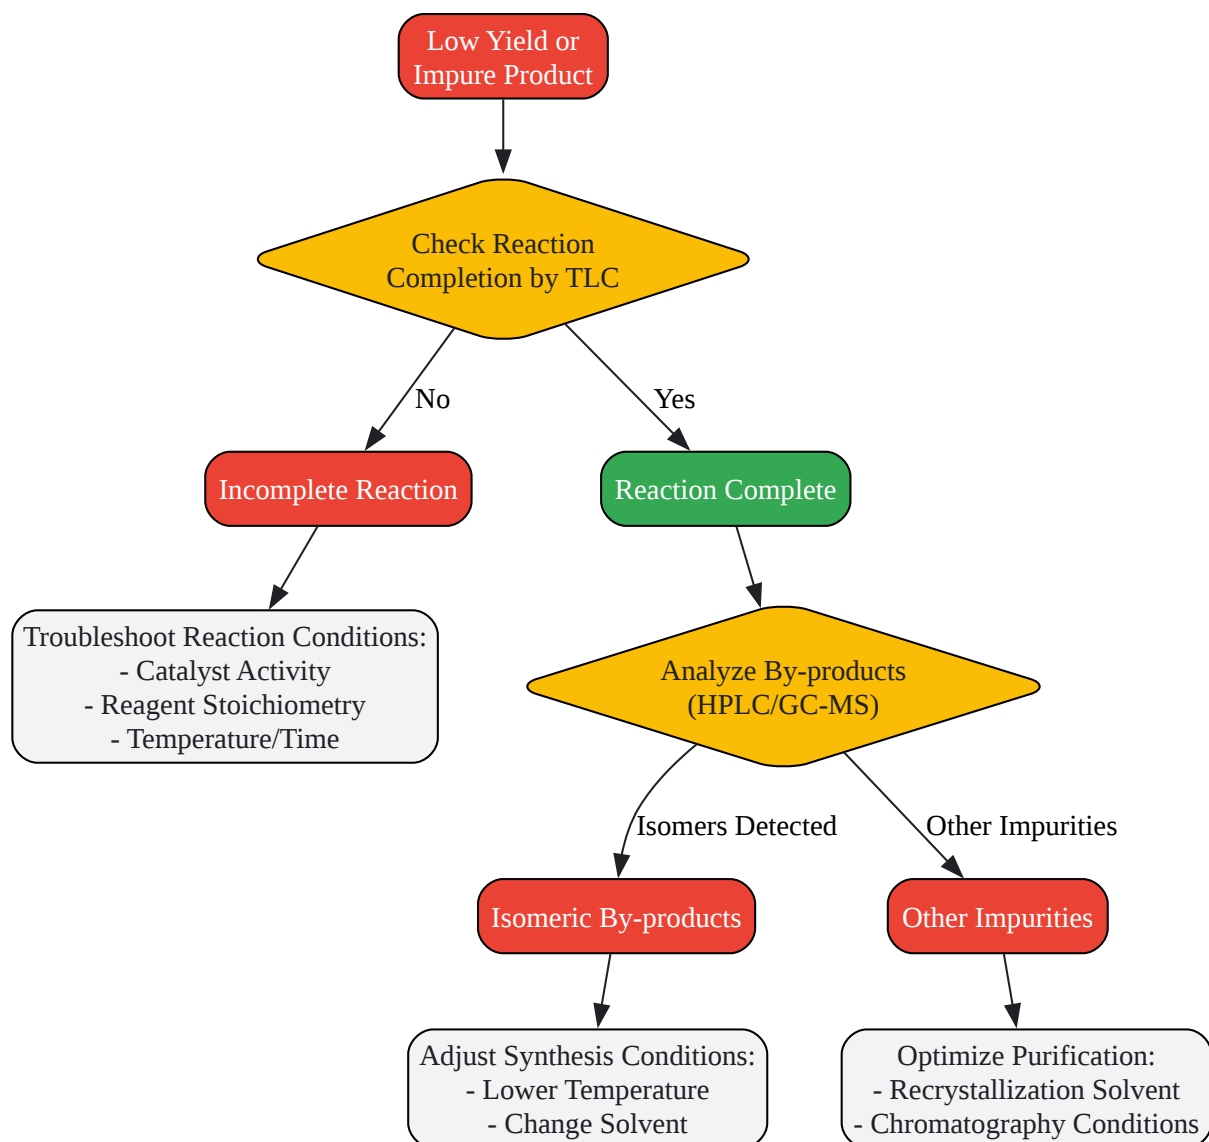 Low Yield or
Impure Product
Check Reaction
Completion by TLC
No
Yes
Incomplete Reaction
Reaction Complete
Troubleshoot Reaction Conditions:
- Catalyst Activity
- Reagent Stoichiometry
- Temperature/Time
Analyze By-products
(HPLC/GC-MS)
Isomers Detected
Other Impurities
Isomeric By-products
Other Impurities
Adjust Synthesis Conditions:
- Lower Temperature
- Change Solvent
Optimize Purification:
- Recrystallization Solvent
- Chromatography Conditions